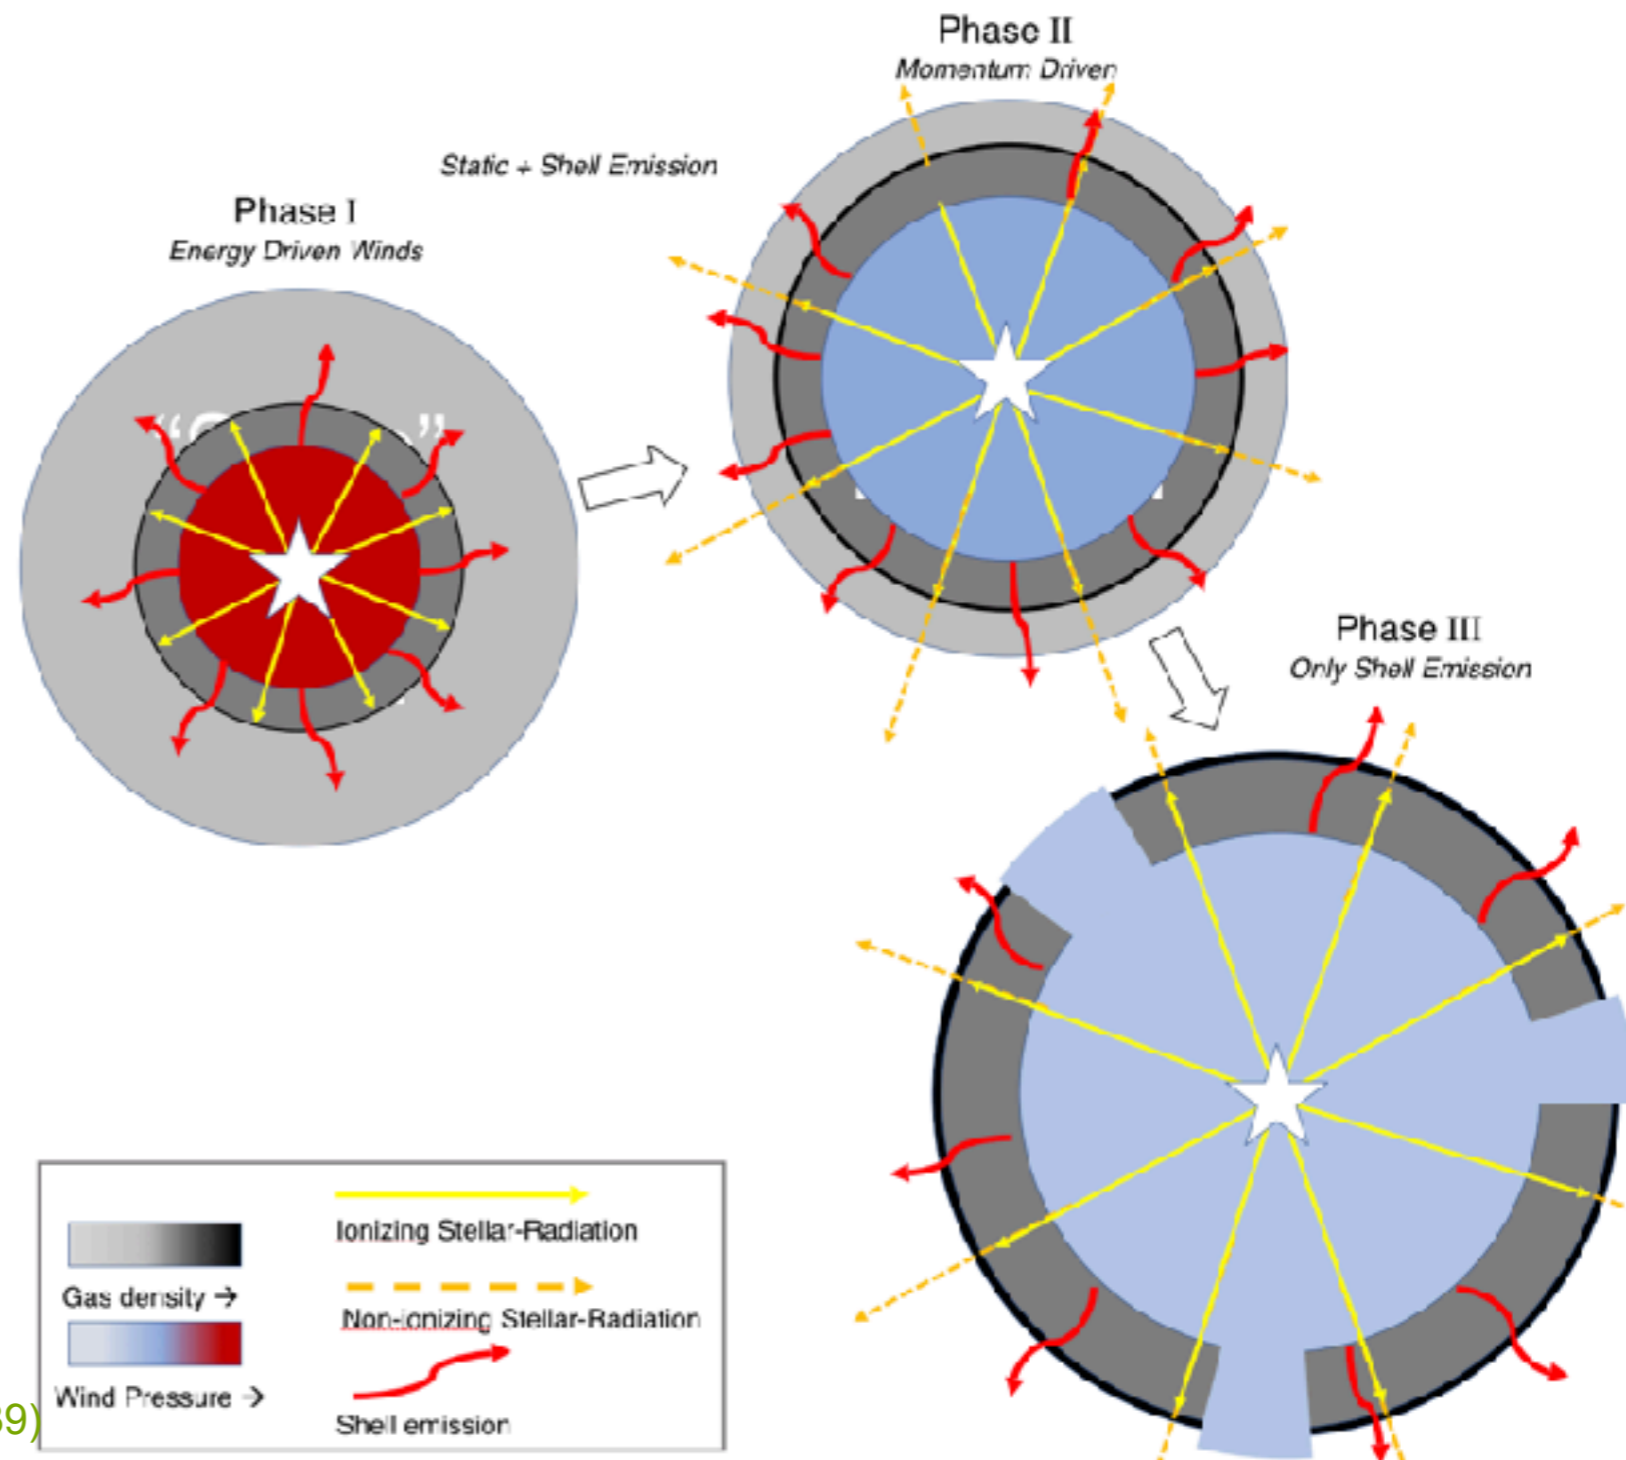 Phase II
Momentum Driven
Static + Shell Emission
Phase I
Energy Driven Winds
Phase III
Only Shell Emission
Ionizing Stellar-Radiation
Gas density →
Non-ionizing Stellar-Radiation
Wind Pressure →
Shell emission
39)